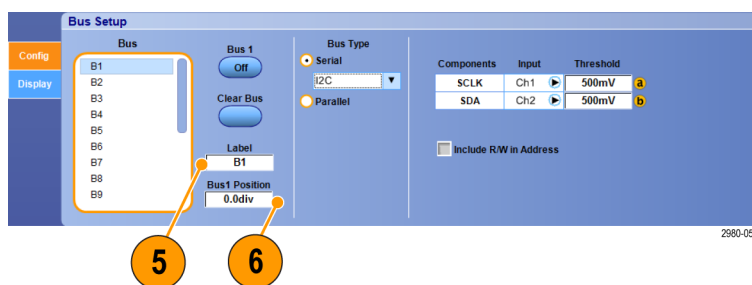 Bus Setup
Config
Display
Bus
B1
B2
B3
B4
B5
B6
B7
B8
B9
Bus 1
Off
Clear Bus
Label
B1
Bus1 Position
0.0div
Bus Type
Serial
I2C
Parallel
Components Input Threshold
SCLK Ch1 500mV a
SDA Ch2 500mV b
Include R/W in Address
5
6
2980-05